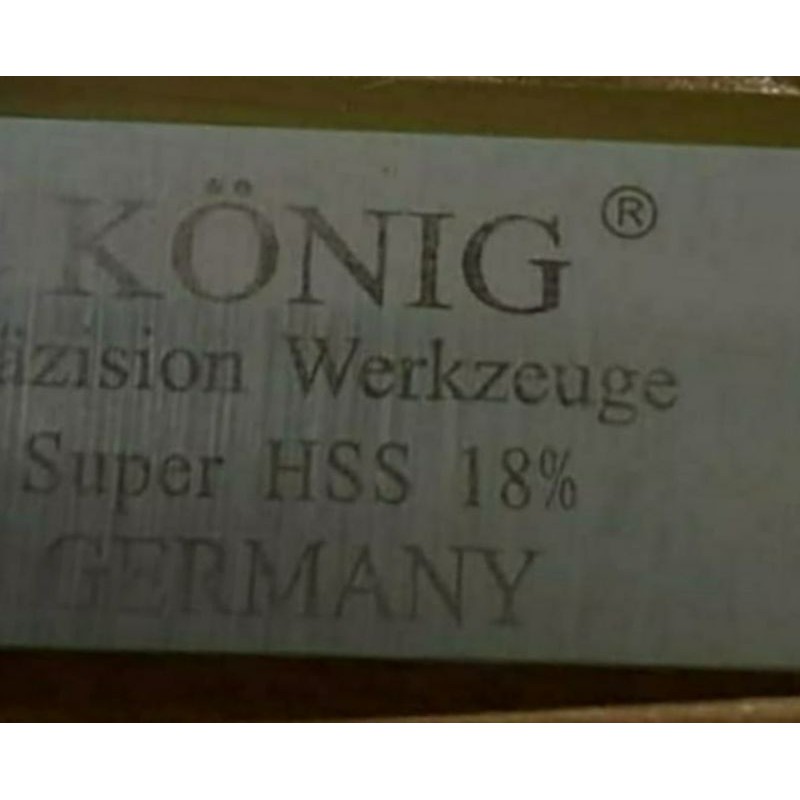 KÖNIG ®
äzision Werkzeuge
Super HSS 18%
GERMANY